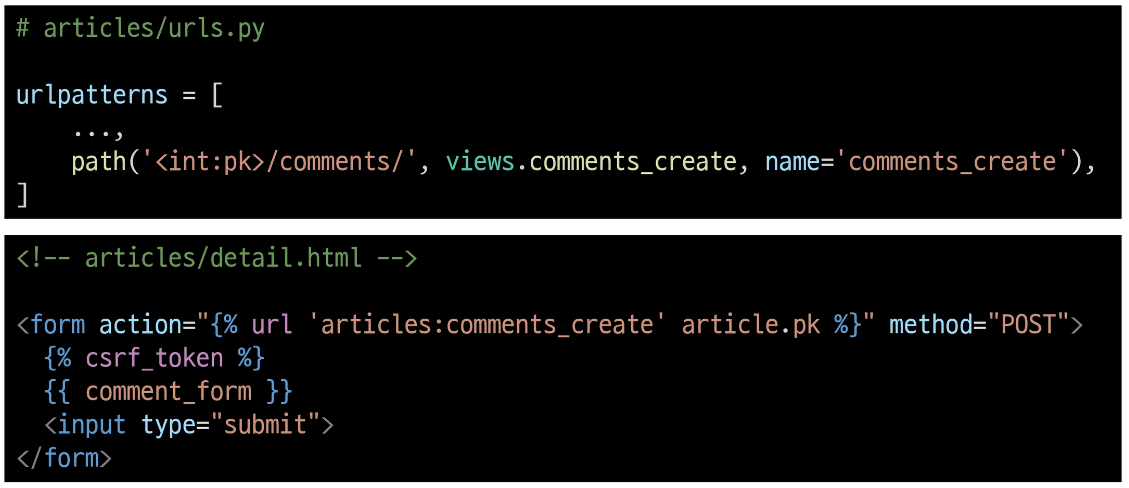 # articles/urls.py
urlpatterns = [
    ...,
    path('<int:pk>/comments/', views.comments_create, name='comments_create'),
]
<!-- articles/detail.html -->
<form action="{% url 'articles:comments_create' article.pk %}" method="POST">
  {% csrf_token %}
  {{ comment_form }}
  <input type="submit">
</form>